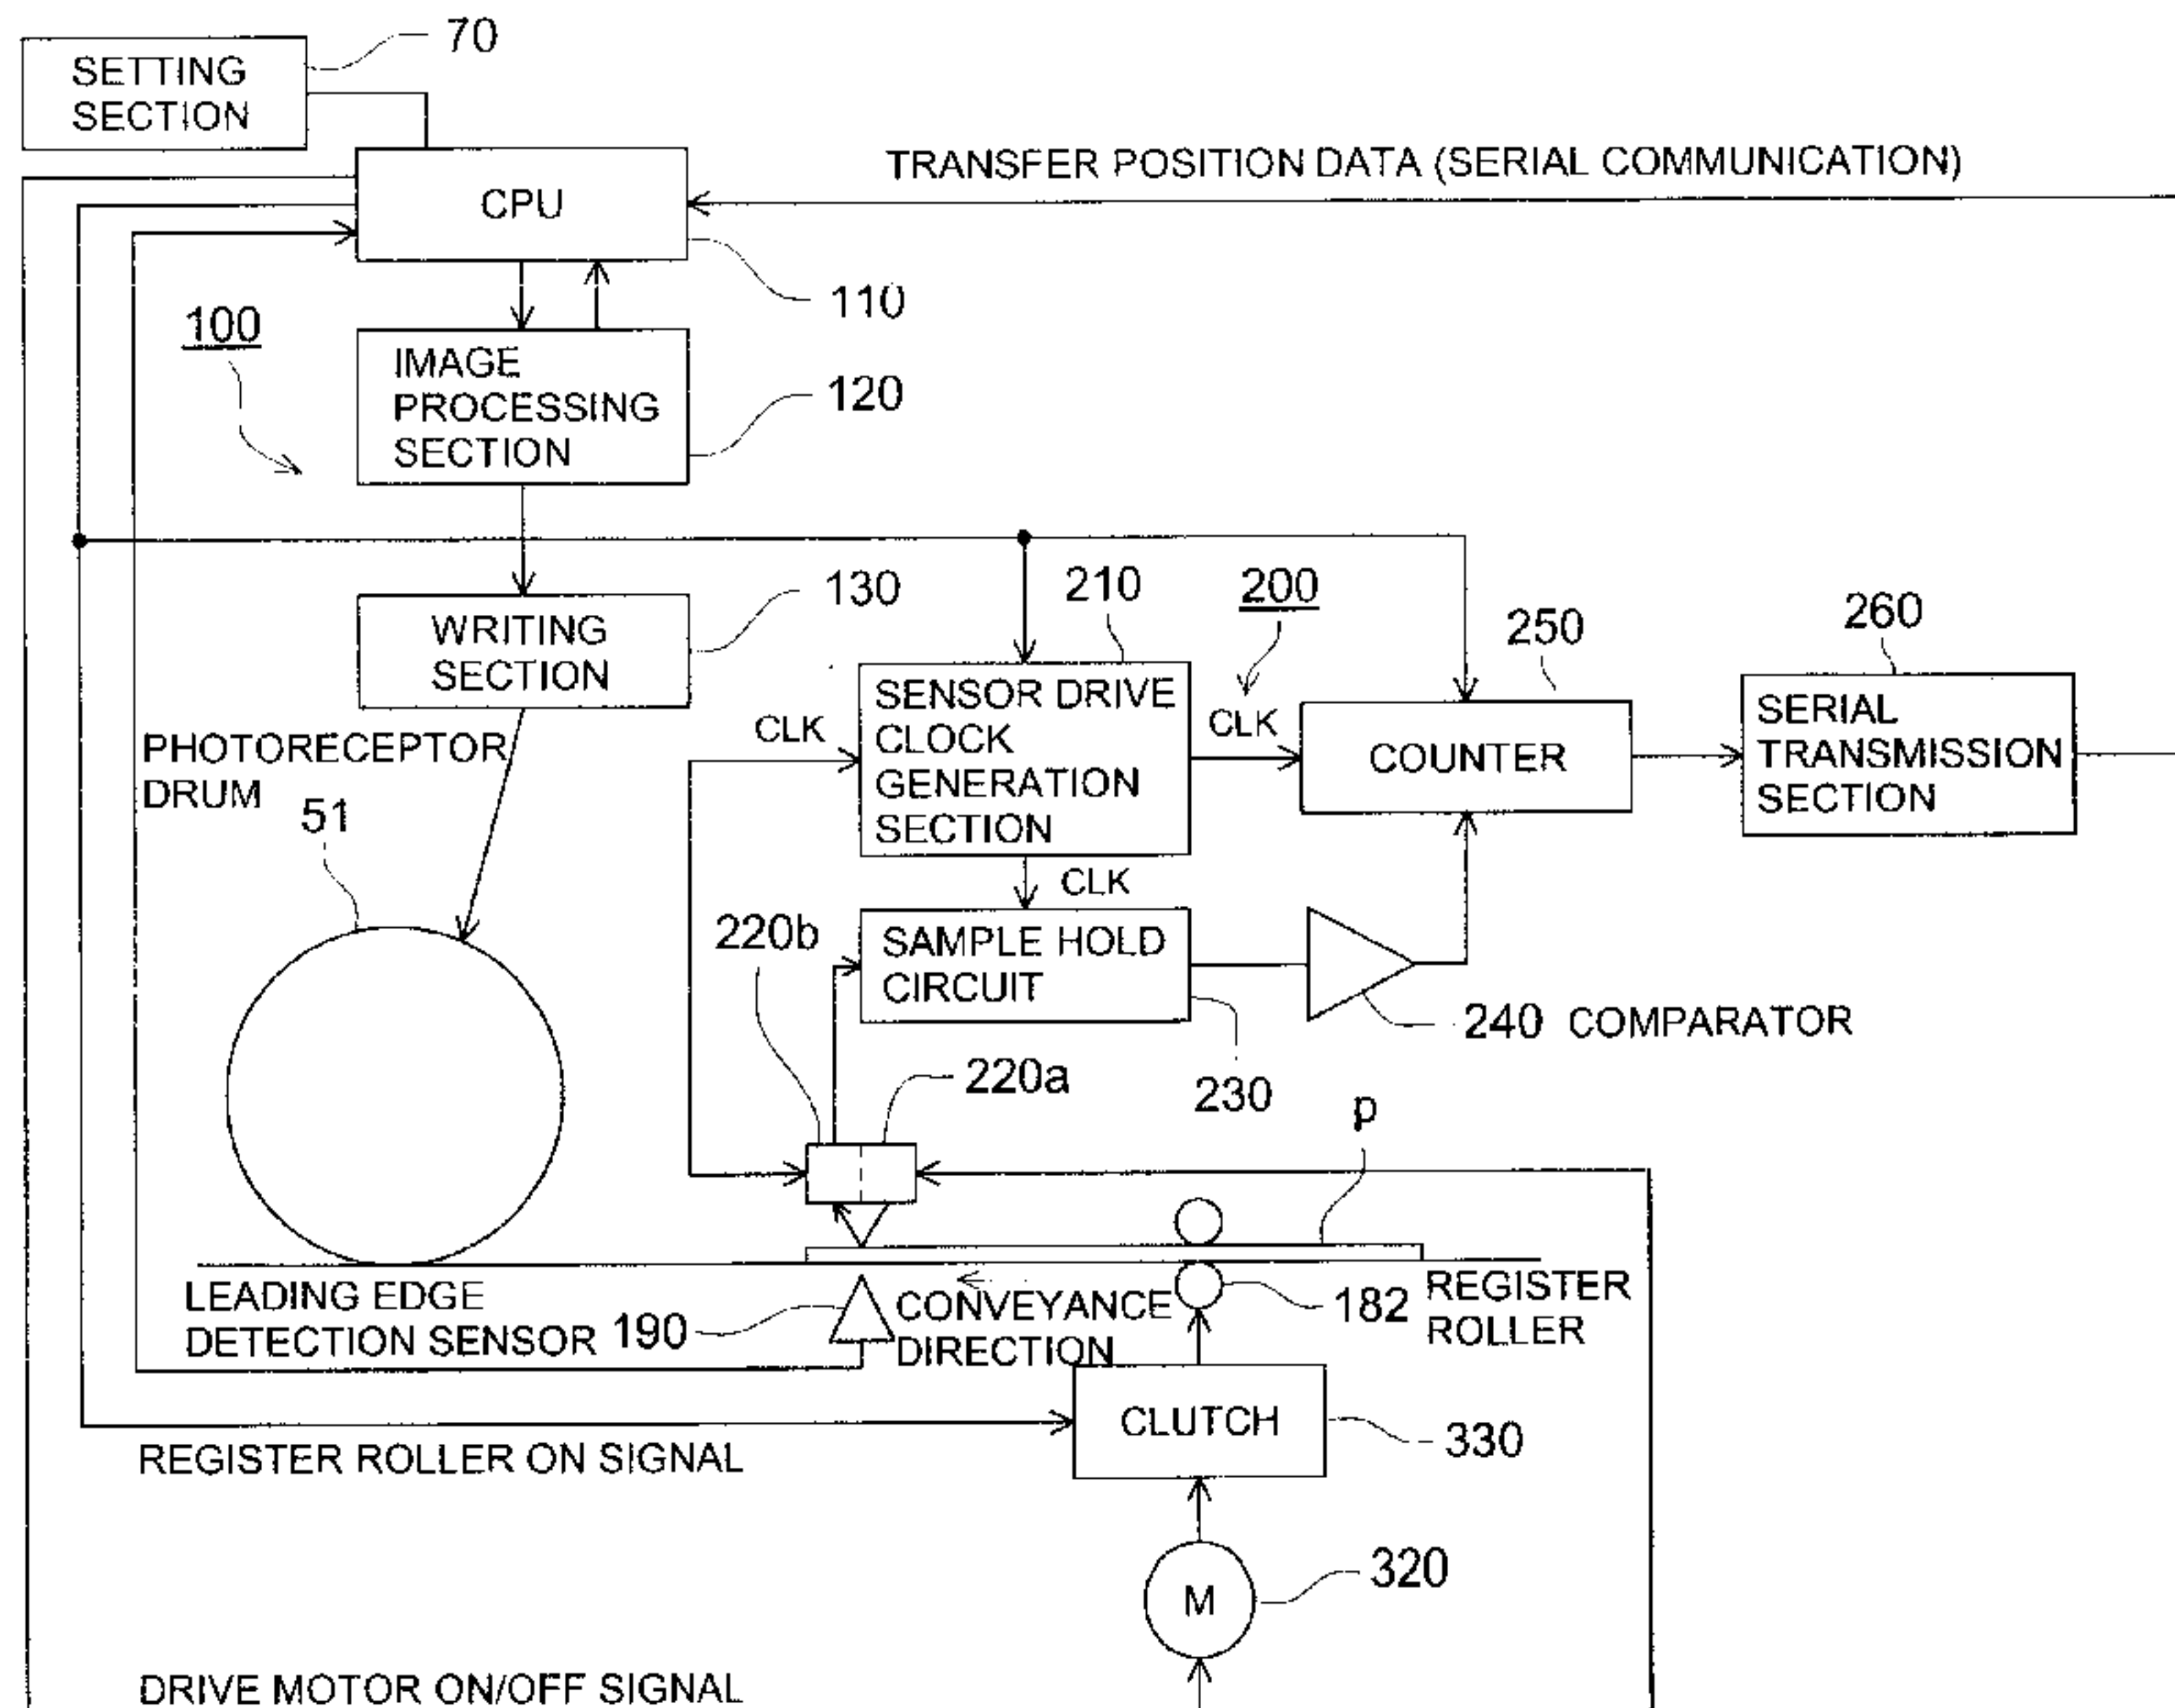 70
SETTING
SECTION
TRANSFER POSITION DATA (SERIAL COMMUNICATION)
CPU
110
100
IMAGE
PROCESSING
SECTION
120
130
WRITING
SECTION
210
200
250
260
SENSOR DRIVE
CLOCK
GENERATION
SECTION
CLK
CLK
COUNTER
SERIAL
TRANSMISSION
SECTION
PHOTORECEPTOR
DRUM
51
CLK
220b
SAMPLE HOLD
CIRCUIT
240 COMPARATOR
220a
230
p
LEADING EDGE
DETECTION SENSOR 190
CONVEYANCE
DIRECTION
182
REGISTER
ROLLER
CLUTCH
330
REGISTER ROLLER ON SIGNAL
M
320
DRIVE MOTOR ON/OFF SIGNAL